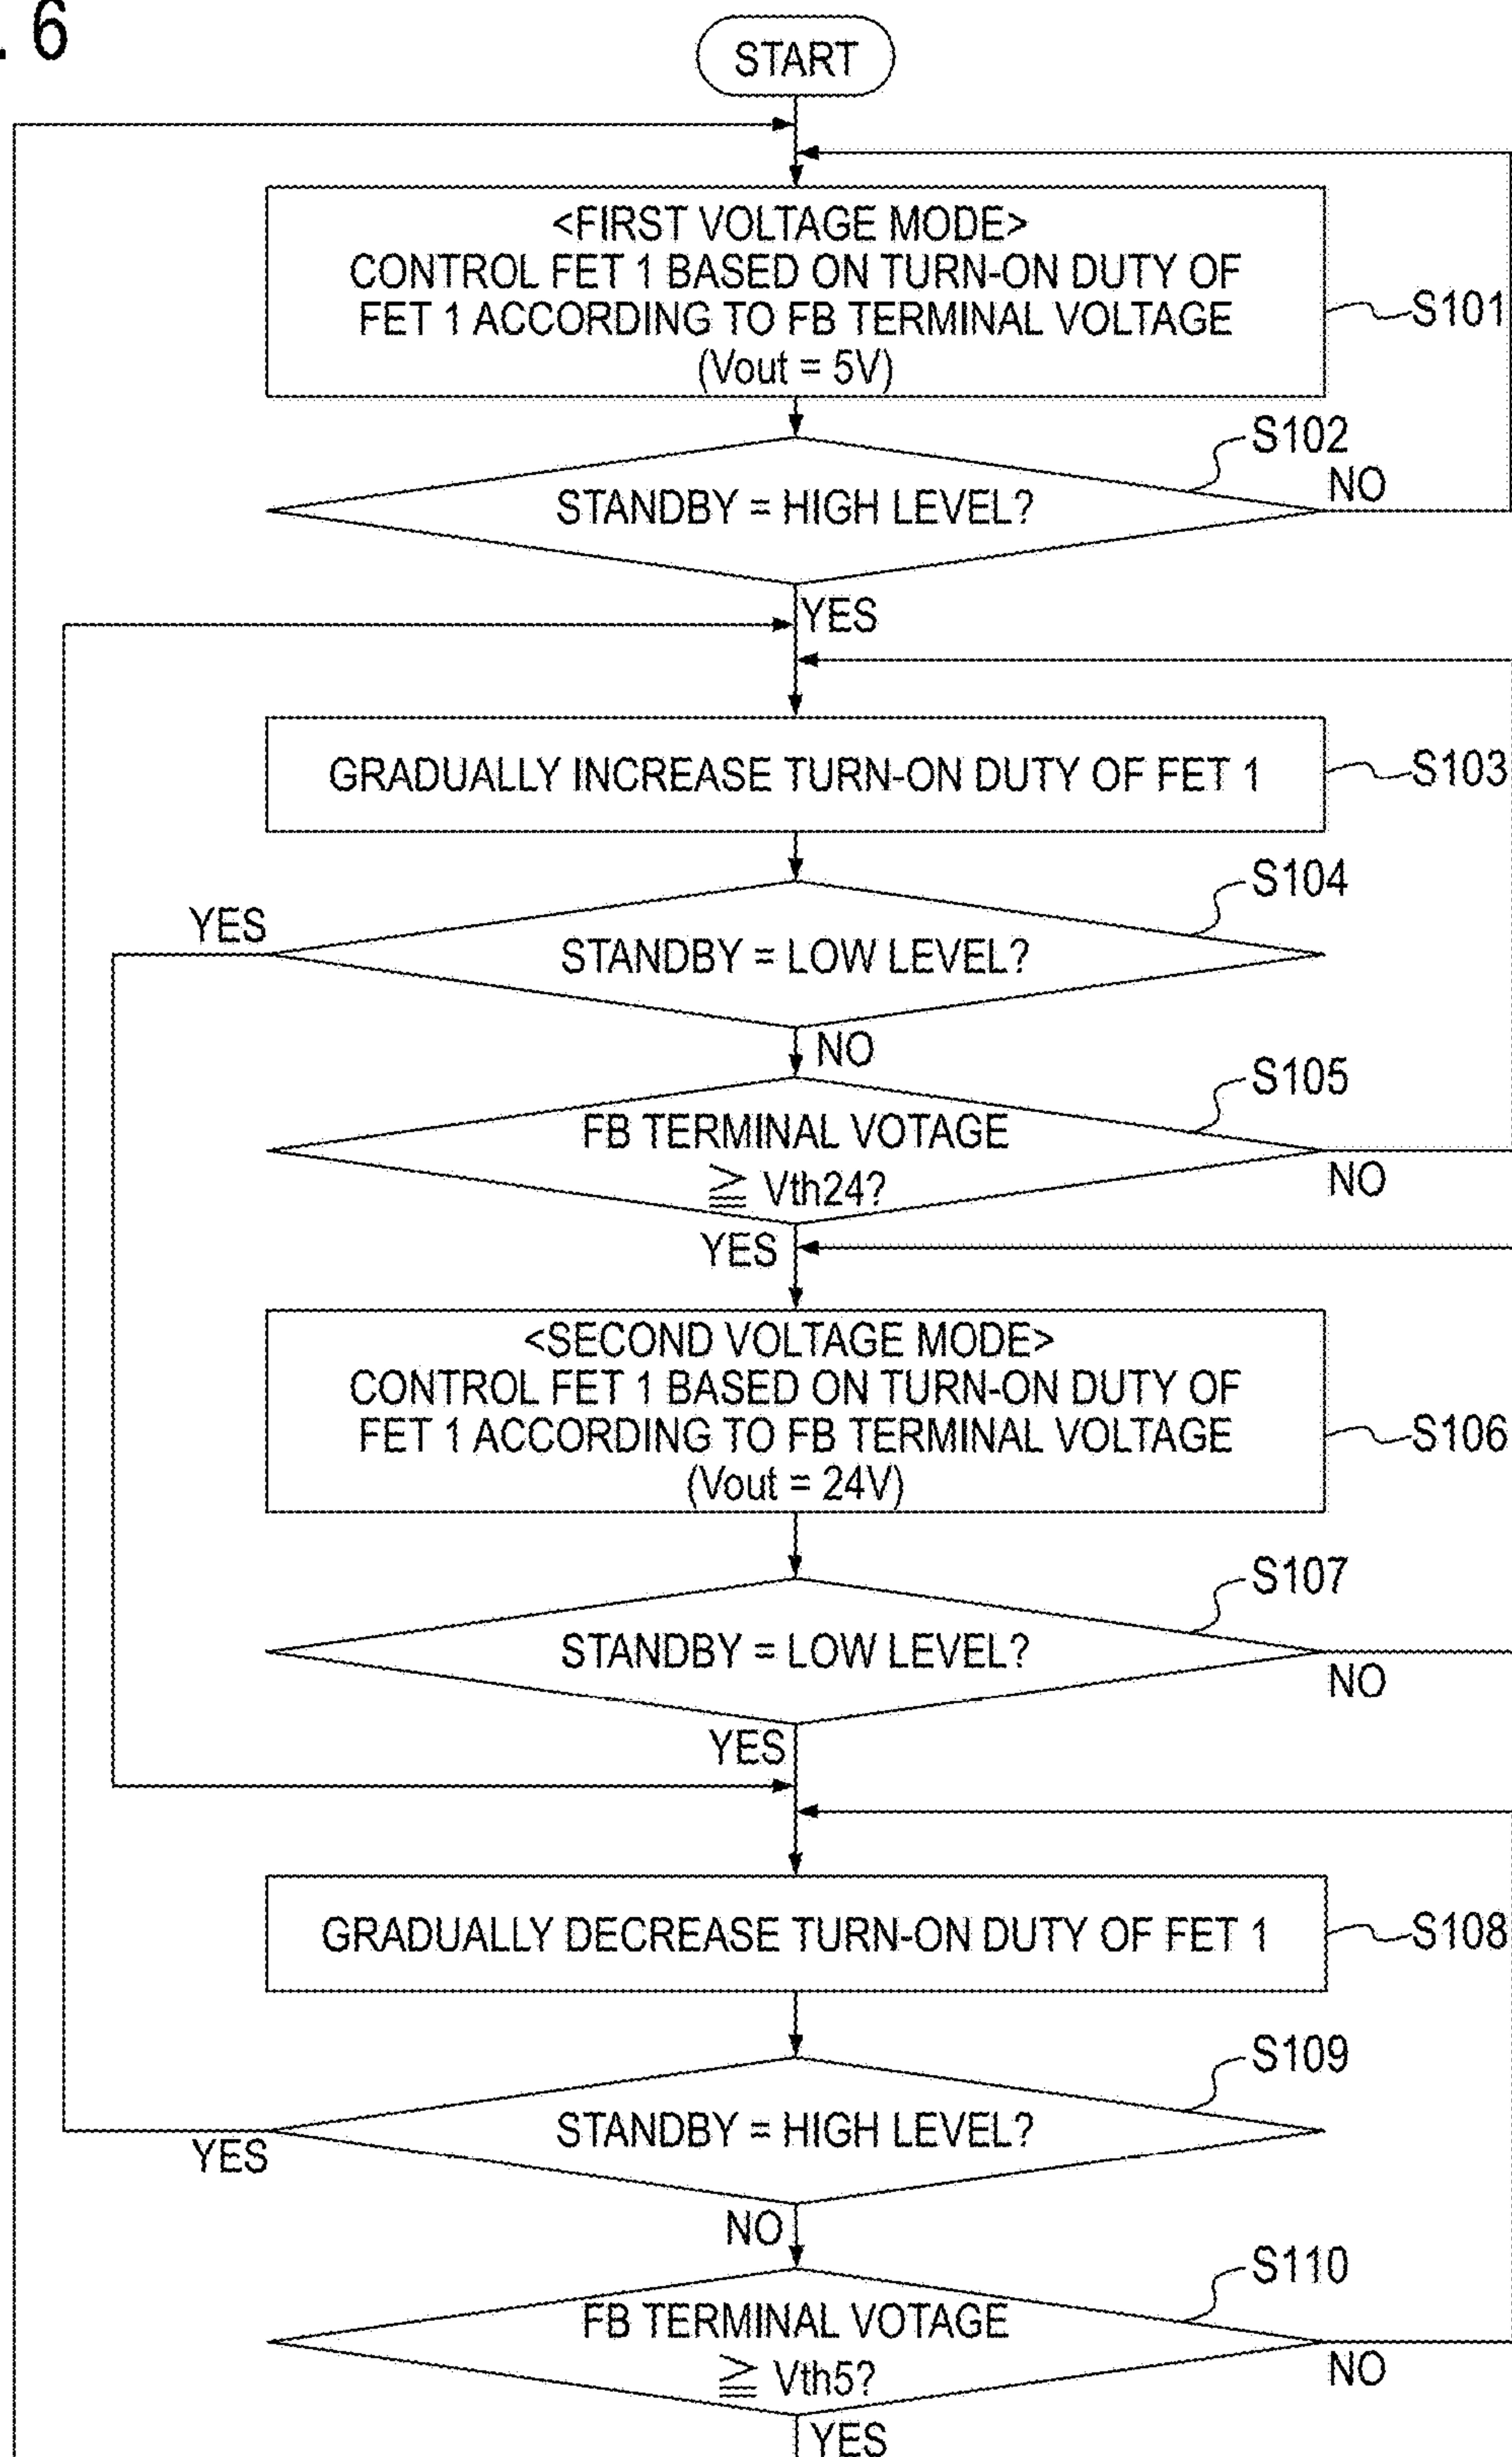 . 6
START
<FIRST VOLTAGE MODE>
CONTROL FET 1 BASED ON TURN-ON DUTY OF
FET 1 ACCORDING TO FB TERMINAL VOLTAGE
(Vout = 5V)
S101
S102
STANDBY = HIGH LEVEL?
NO
YES
GRADUALLY INCREASE TURN-ON DUTY OF FET 1
S103
S104
YES
STANDBY = LOW LEVEL?
NO
S105
FB TERMINAL VOTAGE
≧ Vth24?
NO
YES
<SECOND VOLTAGE MODE>
CONTROL FET 1 BASED ON TURN-ON DUTY OF
FET 1 ACCORDING TO FB TERMINAL VOLTAGE
(Vout = 24V)
S106
S107
STANDBY = LOW LEVEL?
NO
YES
GRADUALLY DECREASE TURN-ON DUTY OF FET 1
S108
S109
STANDBY = HIGH LEVEL?
YES
NO
S110
FB TERMINAL VOTAGE
≧ Vth5?
NO
YES